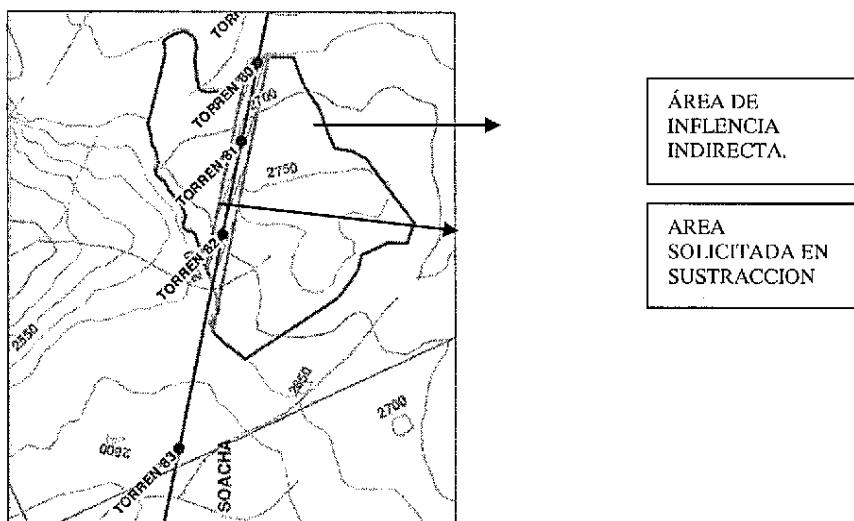 TORREN
TORREN '80
2700
TORREN '81
2750
TORREN '82
2550
2650
2700
2600
TORREN '83
SOACHA
ÁREA DE
INFLENCIA
INDIRECTA.
AREA
SOLICITADA EN
SUSTRACCION